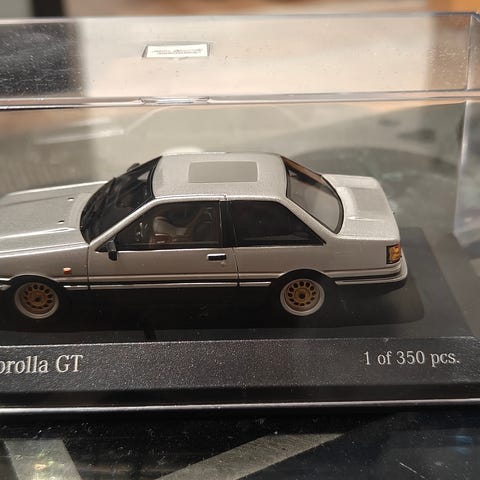 orolla GT
1 of 350 pcs.